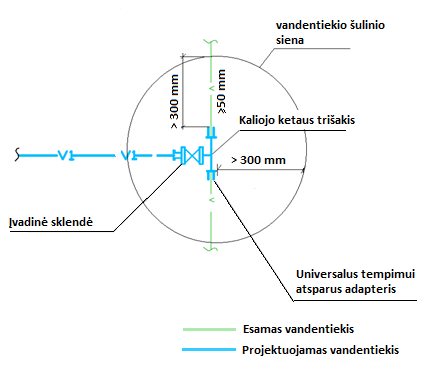 vandentiekio šulinio
siena
> 300 mm
≥50 mm
Kaliojo ketaus trišakis
V1
V1
> 300 mm
Įvadinė sklendė
Universalus tempimui
atsparus adapteris
Esamas vandentiekis
Projektuojamas vandentiekis